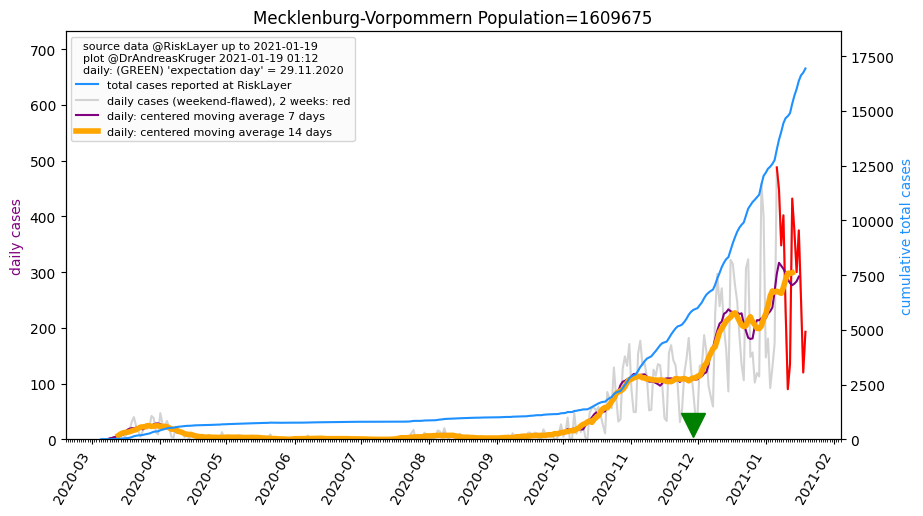 Mecklenburg-Vorpommern Population=1609675
source data @RiskLayer up to 2021-01-19
plot @DrAndreasKruger 2021-01-19 01:12
daily: (GREEN) 'expectation day' = 29.11.2020
total cases reported at RiskLayer
daily cases (weekend-flawed), 2 weeks: red
daily: centered moving average 7 days
daily: centered moving average 14 days
daily cases
700
600
500
400
300
200
100
0
cumulative total cases
17500
15000
12500
10000
7500
5000
2500
0
2020-03
2020-04
2020-05
2020-06
2020-07
2020-08
2020-09
2020-10
2020-11
2020-12
2021-01
2021-02